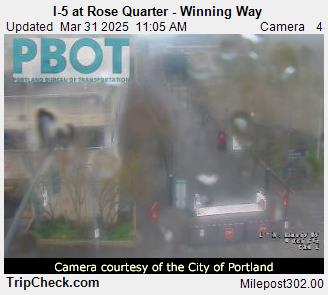 I-5 at Rose Quarter - Winning Way
Updated Mar 31 2025 11:05 AM Camera 4
PBOT
PORTLAND BUREAU OF TRANSPORTATION
Camera courtesy of the City of Portland
TripCheck.com Milepost302.00